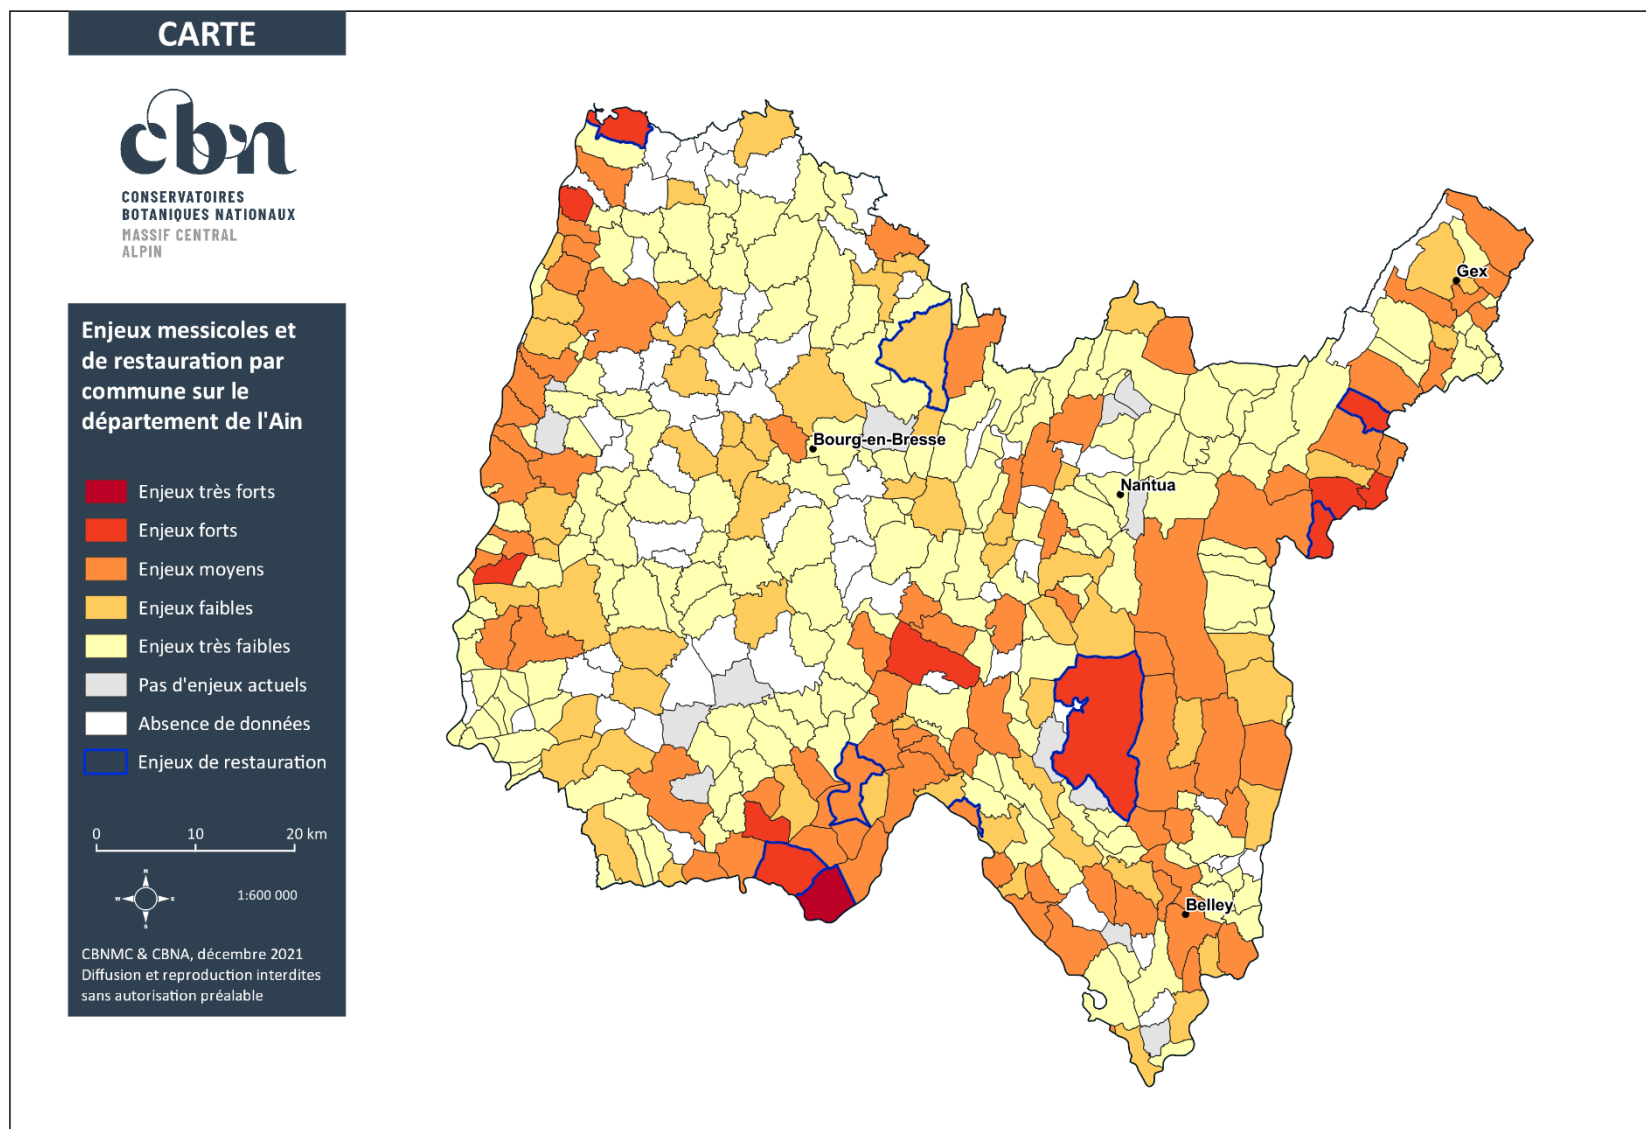 CARTE
cbn
CONSERVATOIRES
BOTANIQUES NATIONAUX
MASSIF CENTRAL
ALPIN
Enjeux messicoles et
de restauration par
commune sur le
département de l'Ain
Enjeux très forts
Enjeux forts
Enjeux moyens
Enjeux faibles
Enjeux très faibles
Pas d'enjeux actuels
Absence de données
Enjeux de restauration
0 10 20 km
N
W E
S
1:600 000
CBNMC & CBNA, décembre 2021
Diffusion et reproduction interdites
sans autorisation préalable
Gex
Bourg-en-Bresse
Nantua
Belley